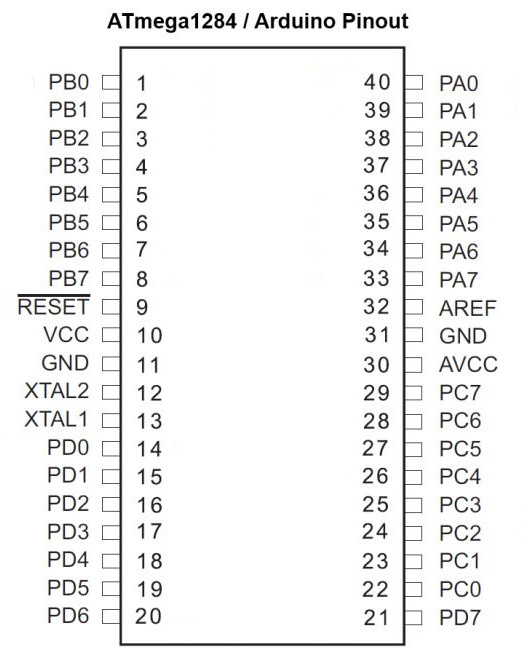 ATmega1284 / Arduino Pinout
PB0 1 40 PA0
PB1 2 39 PA1
PB2 3 38 PA2
PB3 4 37 PA3
PB4 5 36 PA4
PB5 6 35 PA5
PB6 7 34 PA6
PB7 8 33 PA7
RESET 9 32 AREF
VCC 10 31 GND
GND 11 30 AVCC
XTAL2 12 29 PC7
XTAL1 13 28 PC6
PD0 14 27 PC5
PD1 15 26 PC4
PD2 16 25 PC3
PD3 17 24 PC2
PD4 18 23 PC1
PD5 19 22 PC0
PD6 20 21 PD7